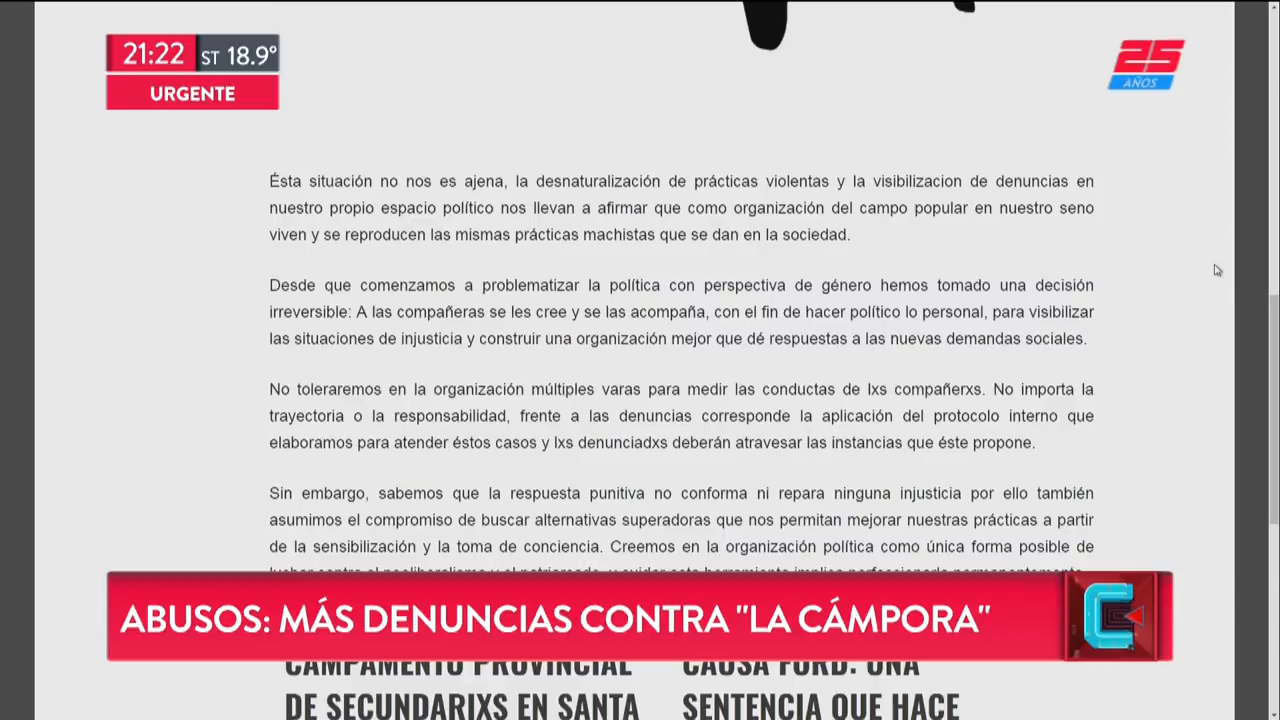 21:22 ST 18.9°
URGENTE
25
AÑOS
Ésta situación no nos es ajena, la desnaturalización de prácticas violentas y la visibilizacion de denuncias en
nuestro propio espacio político nos llevan a afirmar que como organización del campo popular en nuestro seno
viven y se reproducen las mismas prácticas machistas que se dan en la sociedad.
Desde que comenzamos a problematizar la política con perspectiva de género hemos tomado una decisión
irreversible: A las compañeras se les cree y se las acompaña, con el fin de hacer político lo personal, para visibilizar
las situaciones de injusticia y construir una organización mejor que dé respuestas a las nuevas demandas sociales.
No toleraremos en la organización múltiples varas para medir las conductas de lxs compañerxs. No importa la
trayectoria o la responsabilidad, frente a las denuncias corresponde la aplicación del protocolo interno que
elaboramos para atender éstos casos y lxs denunciadxs deberán atravesar las instancias que éste propone.
Sin embargo, sabemos que la respuesta punitiva no conforma ni repara ninguna injusticia por ello también
asumimos el compromiso de buscar alternativas superadoras que nos permitan mejorar nuestras prácticas a partir
de la sensibilización y la toma de conciencia. Creemos en la organización política como única forma posible de
ABUSOS: MÁS DENUNCIAS CONTRA "LA CÁMPORA"
C
CAMPAMENTO PROVINCIAL
DE SECUNDARIXS EN SANTA
CAUSA FORD: UNA
SENTENCIA QUE HACE